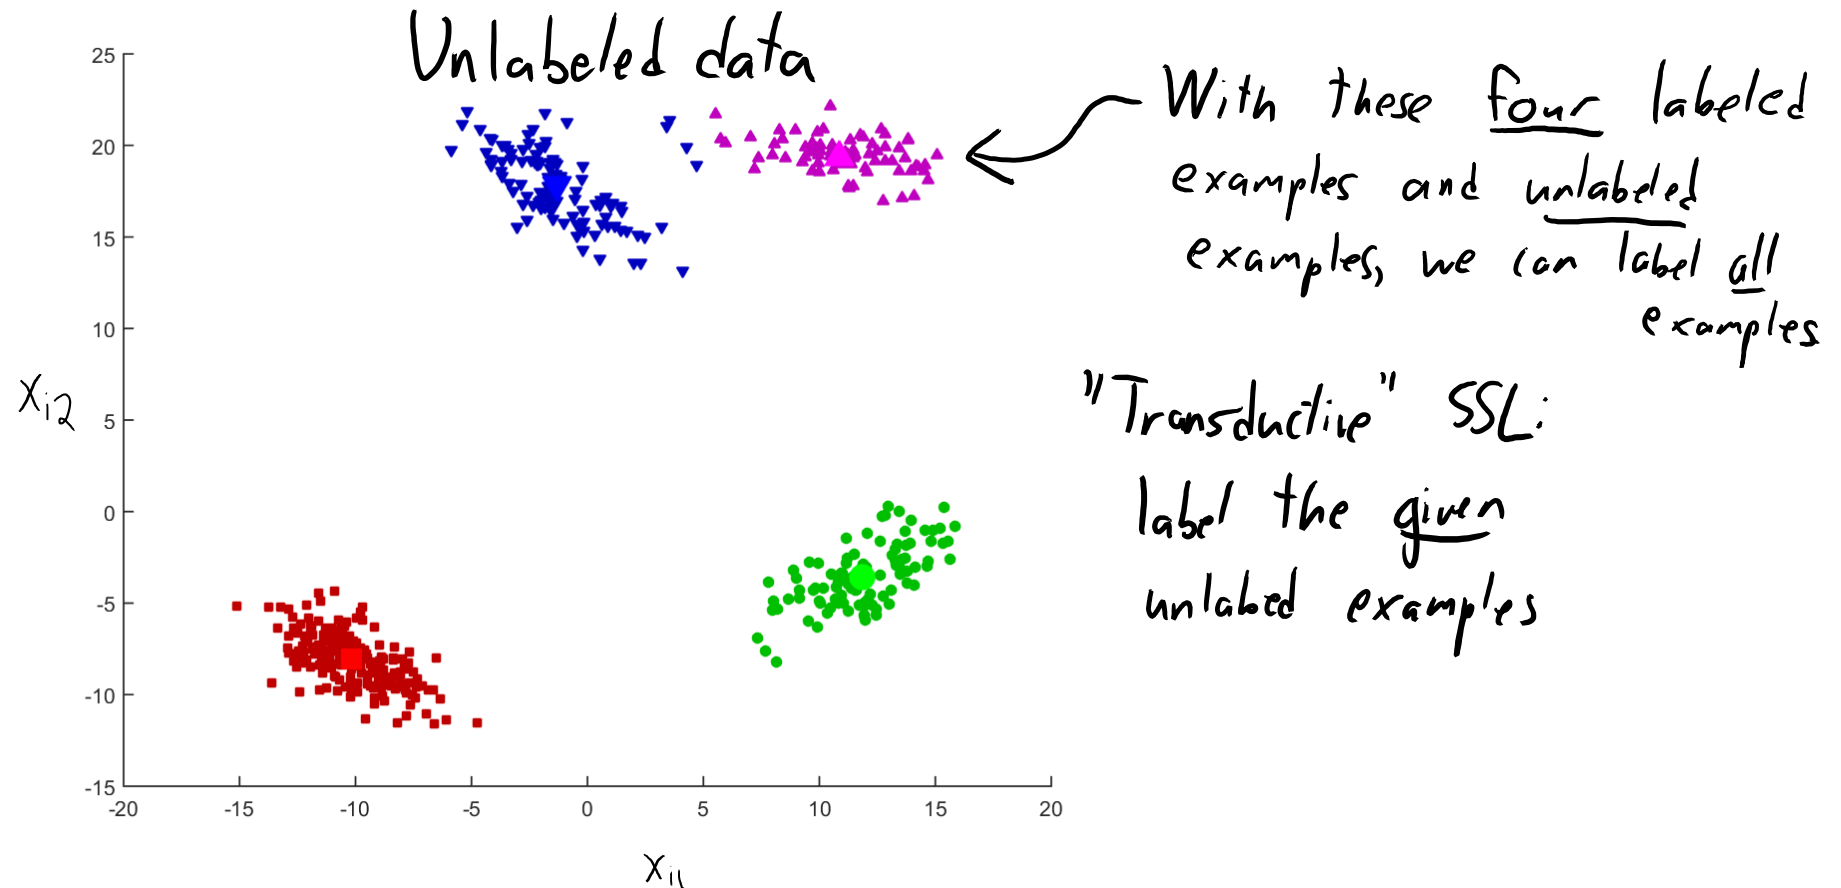 Unlabeled data
With these four labeled
examples and unlabeled
examples, we can label all
examples
"Transductive" SSL:
label the given
unlabed examples
25
20
15
10
5
0
-5
-10
-15
-20 -15 -10 -5 0 5 10 15 20
Xi2
Xi1